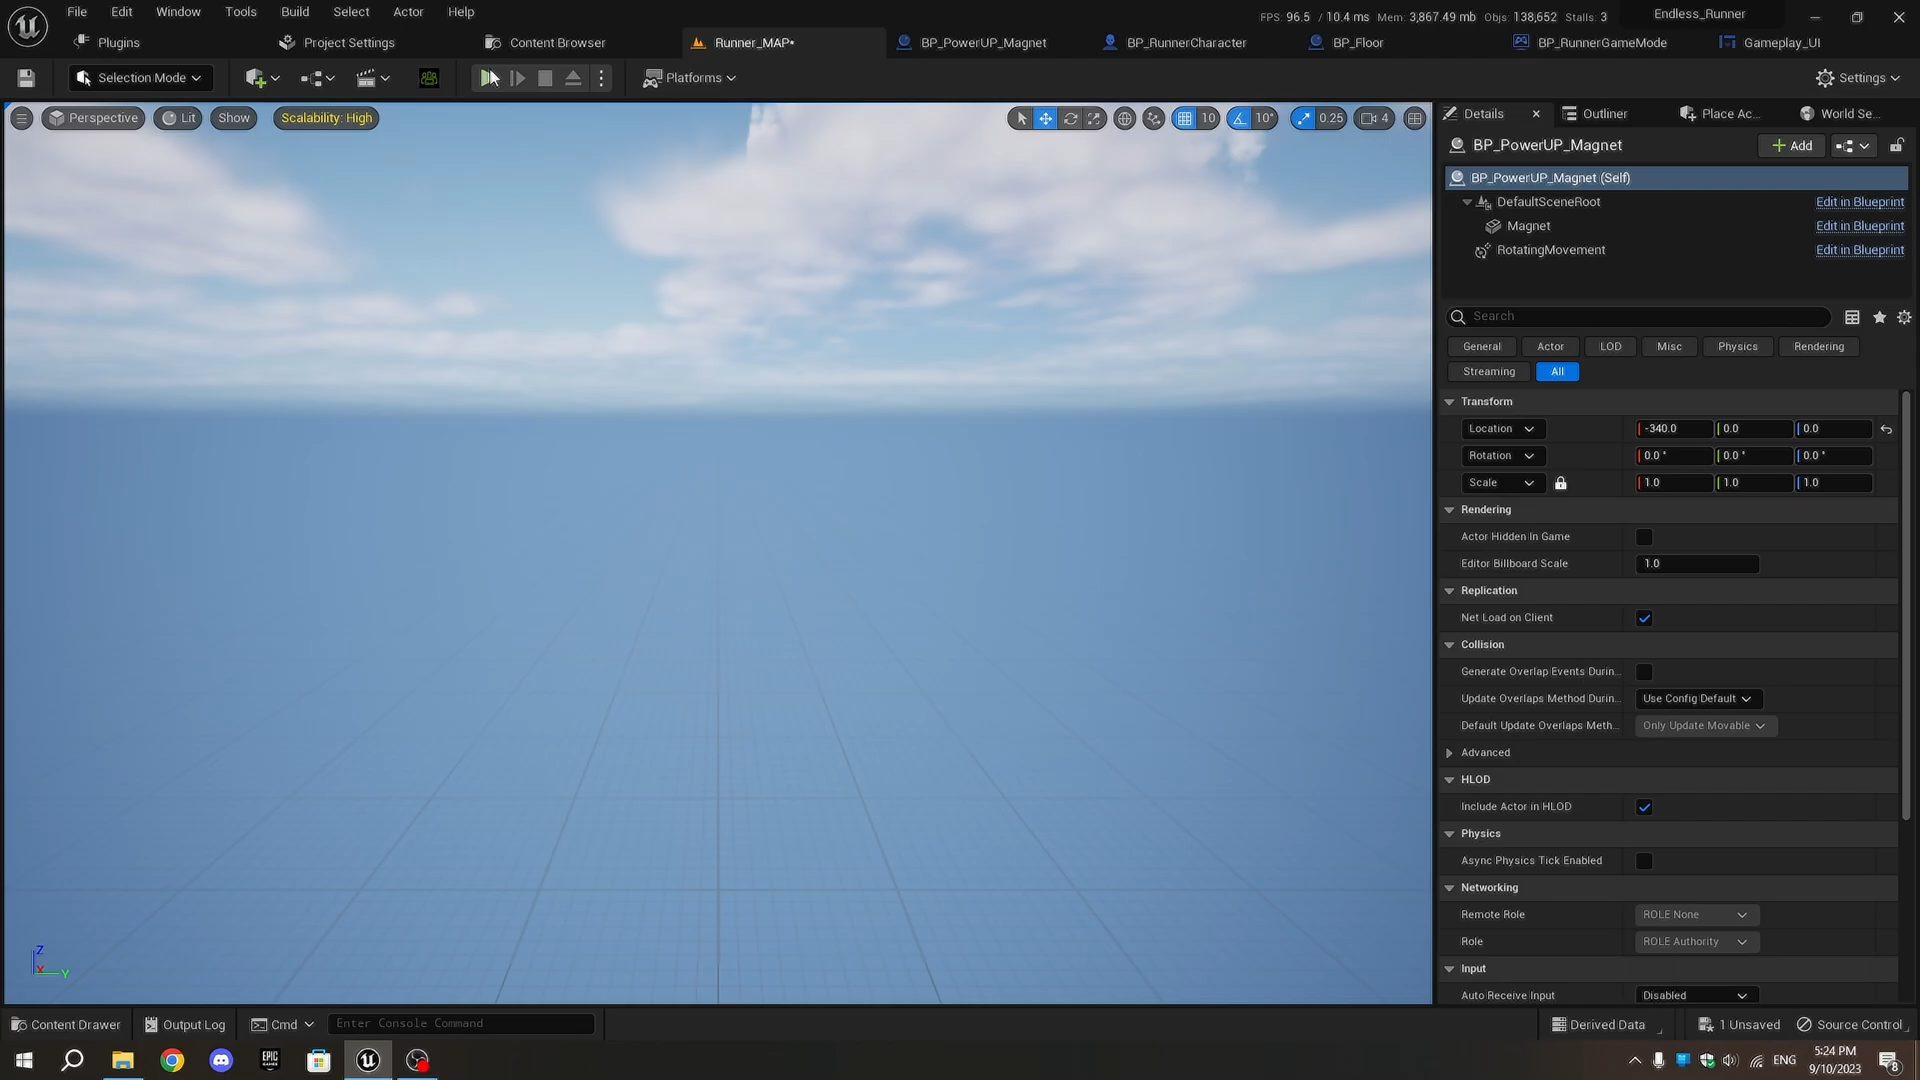 File Edit Window Tools Build Select Actor Help
FPS: 96.5 / 10.4 ms Mem: 3,867.49 mb Objs: 138,652 Stalls: 3
Endless_Runner
Plugins
Project Settings
Content Browser
Runner_MAP*
BP_PowerUP_Magnet
BP_RunnerCharacter
BP_Floor
BP_RunnerGameMode
Gameplay_UI
Selection Mode
Platforms
Settings
Perspective
Lit
Show
Scalability: High
10
10°
0.25
4
Details
Outliner
Place Ac...
World Se...
BP_PowerUP_Magnet
Add
BP_PowerUP_Magnet (Self)
DefaultSceneRoot Edit in Blueprint
Magnet Edit in Blueprint
RotatingMovement Edit in Blueprint
Search
General Actor LOD Misc Physics Rendering
Streaming All
Transform
Location -340.0 0.0 0.0
Rotation 0.0 ° 0.0 ° 0.0 °
Scale 1.0 1.0 1.0
Rendering
Actor Hidden In Game
Editor Billboard Scale 1.0
Replication
Net Load on Client
Collision
Generate Overlap Events Durin...
Update Overlaps Method Durin... Use Config Default
Default Update Overlaps Meth... Only Update Movable
Advanced
HLOD
Include Actor in HLOD
Physics
Async Physics Tick Enabled
Networking
Remote Role ROLE None
Role ROLE Authority
Input
Auto Receive Input Disabled
Z
X
Y
Content Drawer
Output Log
Cmd
Enter Console Command
Derived Data
1 Unsaved
Source Control
EPIC
GAMES
ENG
5:24 PM
9/10/2023
8